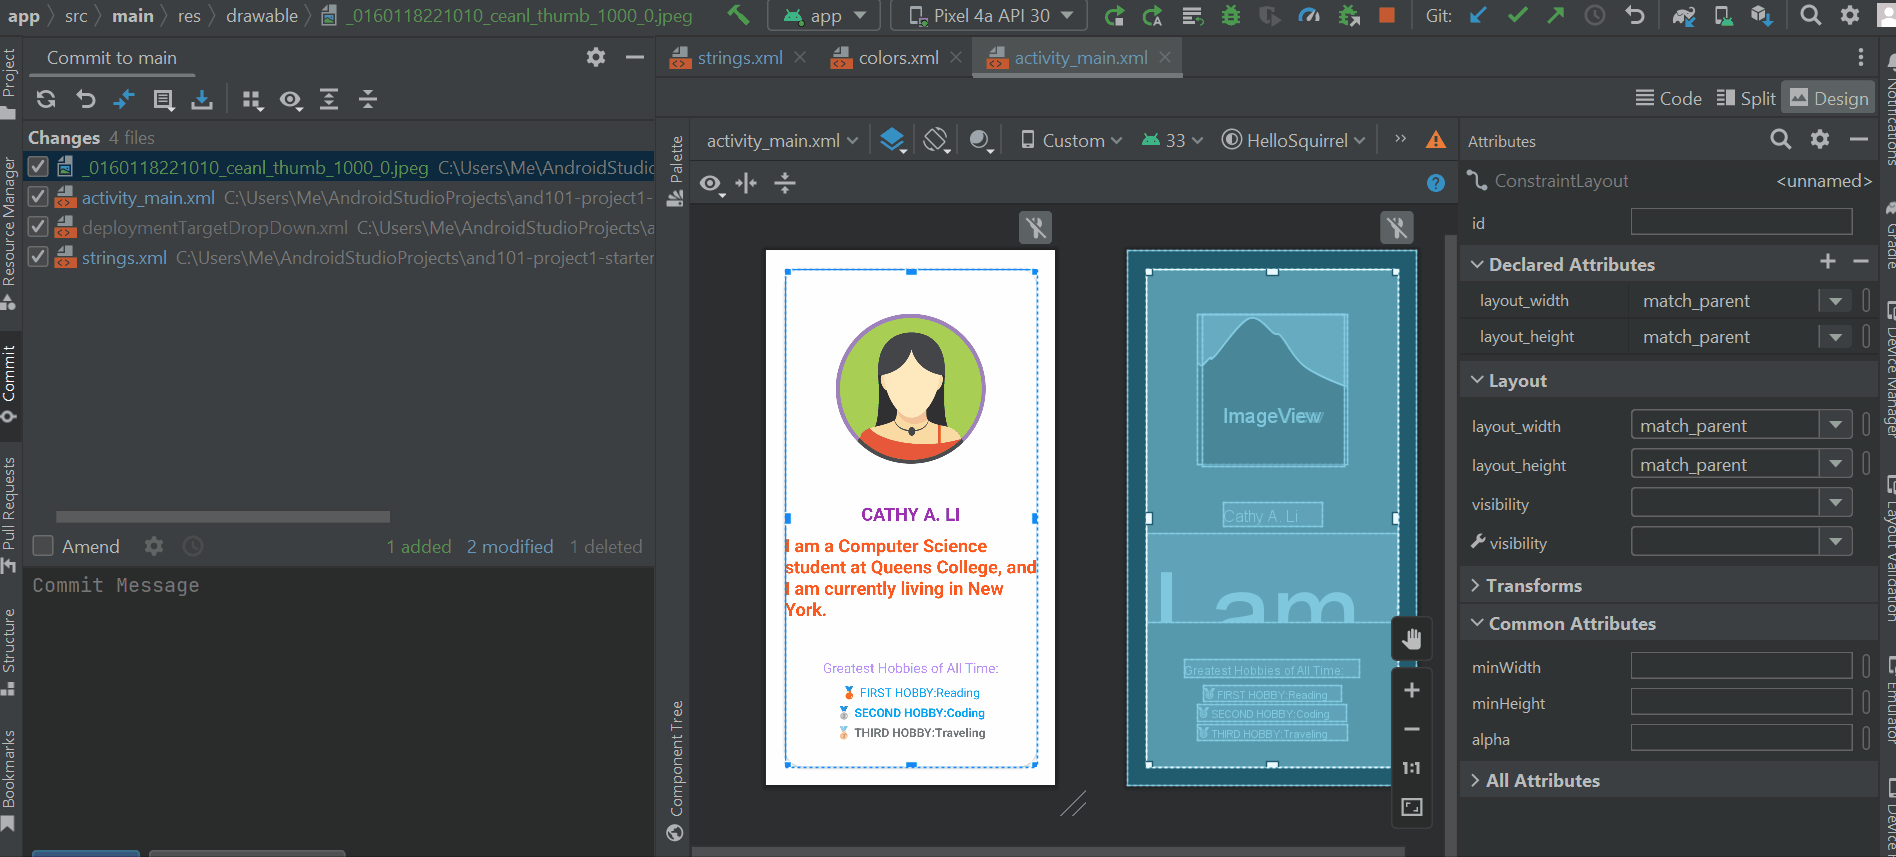 app src main res drawable _0160118221010_ceanl_thumb_1000_0.jpeg app Pixel 4a API 30 Git:
Project
Resource Manager
Commit
Pull Requests
Structure
Bookmarks
Commit to main
Changes 4 files
_0160118221010_ceanl_thumb_1000_0.jpeg C:\Users\Me\AndroidStudio
activity_main.xml C:\Users\Me\AndroidStudioProjects\and101-project1-
deploymentTargetDropDown.xml C:\Users\Me\AndroidStudioProjects\a
strings.xml C:\Users\Me\AndroidStudioProjects\and101-project1-starter
Amend 1 added 2 modified 1 deleted
Commit Message
strings.xml colors.xml activity_main.xml
Code Split Design
Palette
Component Tree
activity_main.xml Custom 33 HelloSquirrel
CATHY A. LI
I am a Computer Science
student at Queens College, and
I am currently living in New
York.
Greatest Hobbies of All Time:
FIRST HOBBY:Reading
SECOND HOBBY:Coding
THIRD HOBBY:Traveling
ImageView
Cathy A. Li
I am
Greatest Hobbies of All Time:
FIRST HOBBY:Reading
SECOND HOBBY:Coding
THIRD HOBBY:Traveling
1:1
Attributes
ConstraintLayout <unnamed>
id
Declared Attributes
layout_width match_parent
layout_height match_parent
Layout
layout_width match_parent
layout_height match_parent
visibility
visibility
Transforms
Common Attributes
minWidth
minHeight
alpha
All Attributes
Notifications
Gradle
Device Manager
Layout Validation
Emulator
Device